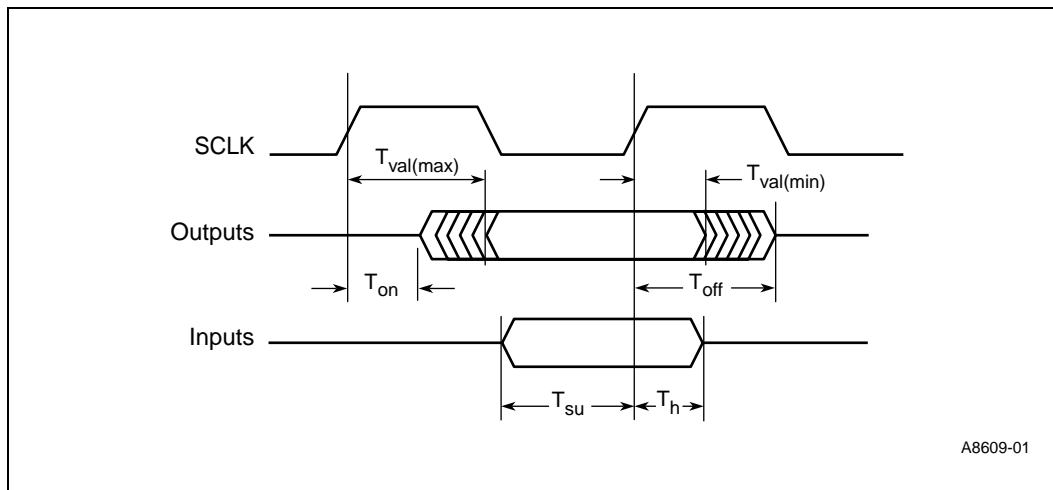 SCLK
Tval(max)
Tval(min)
Outputs
Ton
Toff
Inputs
Tsu
Th
A8609-01